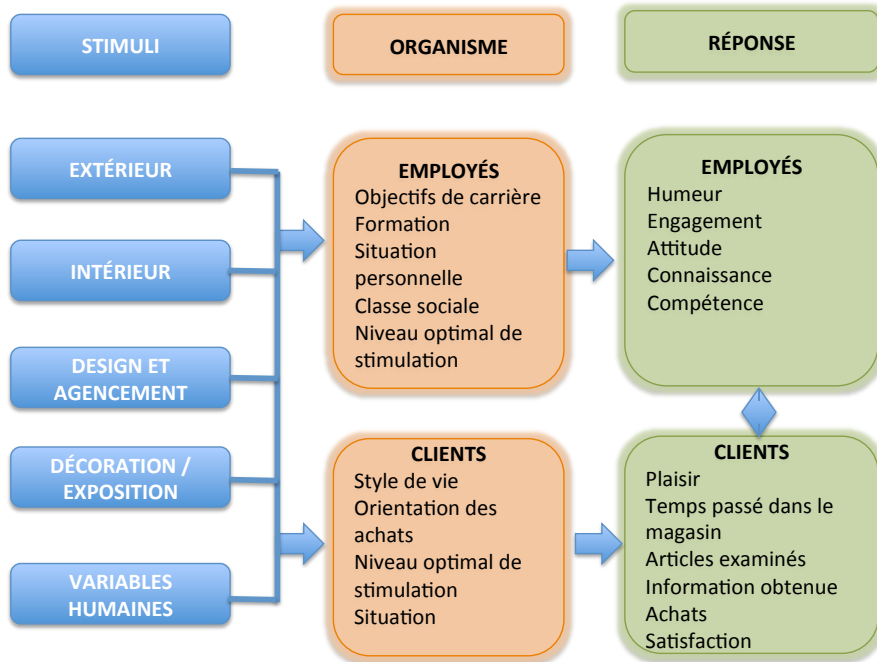 STIMULI
ORGANISME
RÉPONSE
EXTÉRIEUR
INTÉRIEUR
DESIGN ET
AGENCEMENT
DÉCORATION /
EXPOSITION
VARIABLES
HUMAINES
EMPLOYÉS
Objectifs de carrière
Formation
Situation
personnelle
Classe sociale
Niveau optimal de
stimulation
CLIENTS
Style de vie
Orientation des
achats
Niveau optimal de
stimulation
Situation
EMPLOYÉS
Humeur
Engagement
Attitude
Connaissance
Compétence
CLIENTS
Plaisir
Temps passé dans le
magasin
Articles examinés
Information obtenue
Achats
Satisfaction